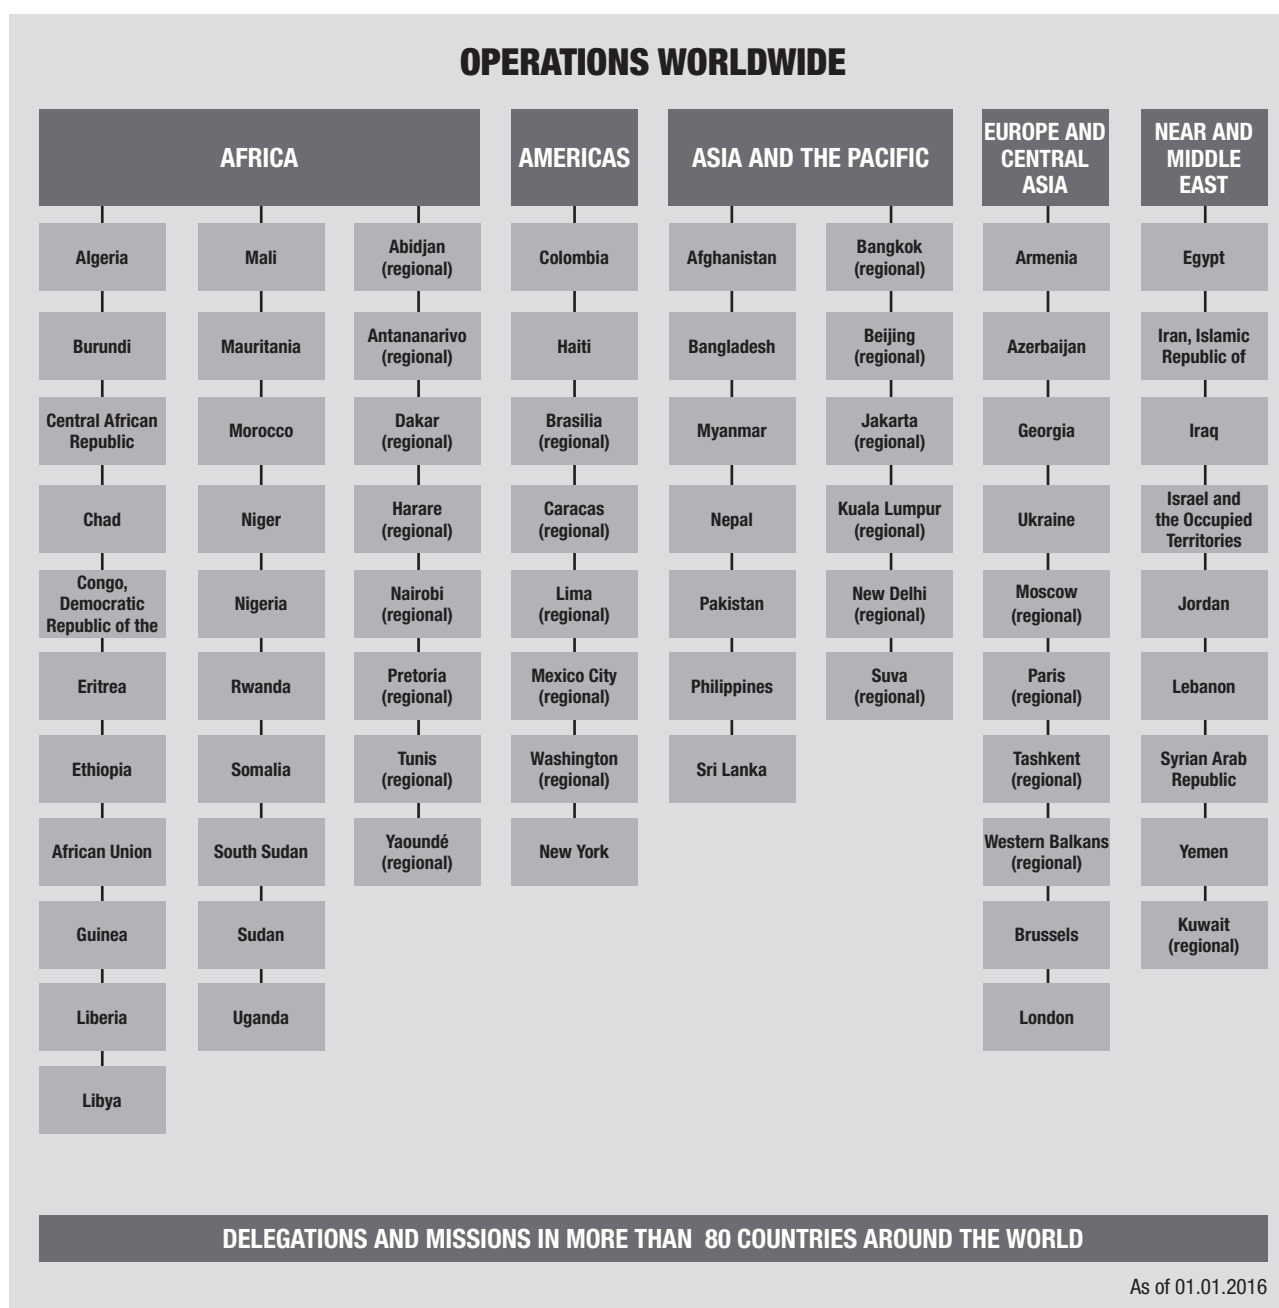 OPERATIONS WORLDWIDE
AFRICA
Algeria
Burundi
Central African
Republic
Chad
Congo,
Democratic
Republic of the
Eritrea
Ethiopia
African Union
Guinea
Liberia
Libya
Mali
Mauritania
Morocco
Niger
Nigeria
Rwanda
Somalia
South Sudan
Sudan
Uganda
Abidjan
(regional)
Antananarivo
(regional)
Dakar
(regional)
Harare
(regional)
Nairobi
(regional)
Pretoria
(regional)
Tunis
(regional)
Yaoundé
(regional)
AMERICAS
Colombia
Haiti
Brasilia
(regional)
Caracas
(regional)
Lima
(regional)
Mexico City
(regional)
Washington
(regional)
New York
ASIA AND THE PACIFIC
Afghanistan
Bangladesh
Myanmar
Nepal
Pakistan
Philippines
Sri Lanka
Bangkok
(regional)
Beijing
(regional)
Jakarta
(regional)
Kuala Lumpur
(regional)
New Delhi
(regional)
Suva
(regional)
EUROPE AND
CENTRAL
ASIA
Armenia
Azerbaijan
Georgia
Ukraine
Moscow
(regional)
Paris
(regional)
Tashkent
(regional)
Western Balkans
(regional)
Brussels
London
NEAR AND
MIDDLE
EAST
Egypt
Iran, Islamic
Republic of
Iraq
Israel and
the Occupied
Territories
Jordan
Lebanon
Syrian Arab
Republic
Yemen
Kuwait
(regional)
DELEGATIONS AND MISSIONS IN MORE THAN 80 COUNTRIES AROUND THE WORLD
As of 01.01.2016